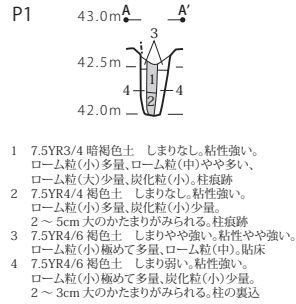 P1
43.0m A A′
3
42.5m
1
4 4
2
42.0m
1 7.5YR3/4 暗褐色土 しまりなし。粘性強い。
ローム粒(小)多量、ローム粒(中)やや多い、
ローム粒(大)少量、炭化粒(小)。柱痕跡
2 7.5YR4/4 褐色土 しまりなし。粘性強い。
ローム粒(小)多量、炭化粒(小)少量。
2 ~ 5cm 大のかたまりがみられる。柱痕跡
3 7.5YR4/6 褐色土 しまりやや強い。粘性やや強い。
ローム粒(小)極めて多量、ローム粒(中)。貼床
4 7.5YR4/6 褐色土 しまり弱い。粘性強い。
ローム粒(小)極めて多量、炭化粒(小)少量。
2 ~ 3cm 大のかたまりがみられる。柱の裏込